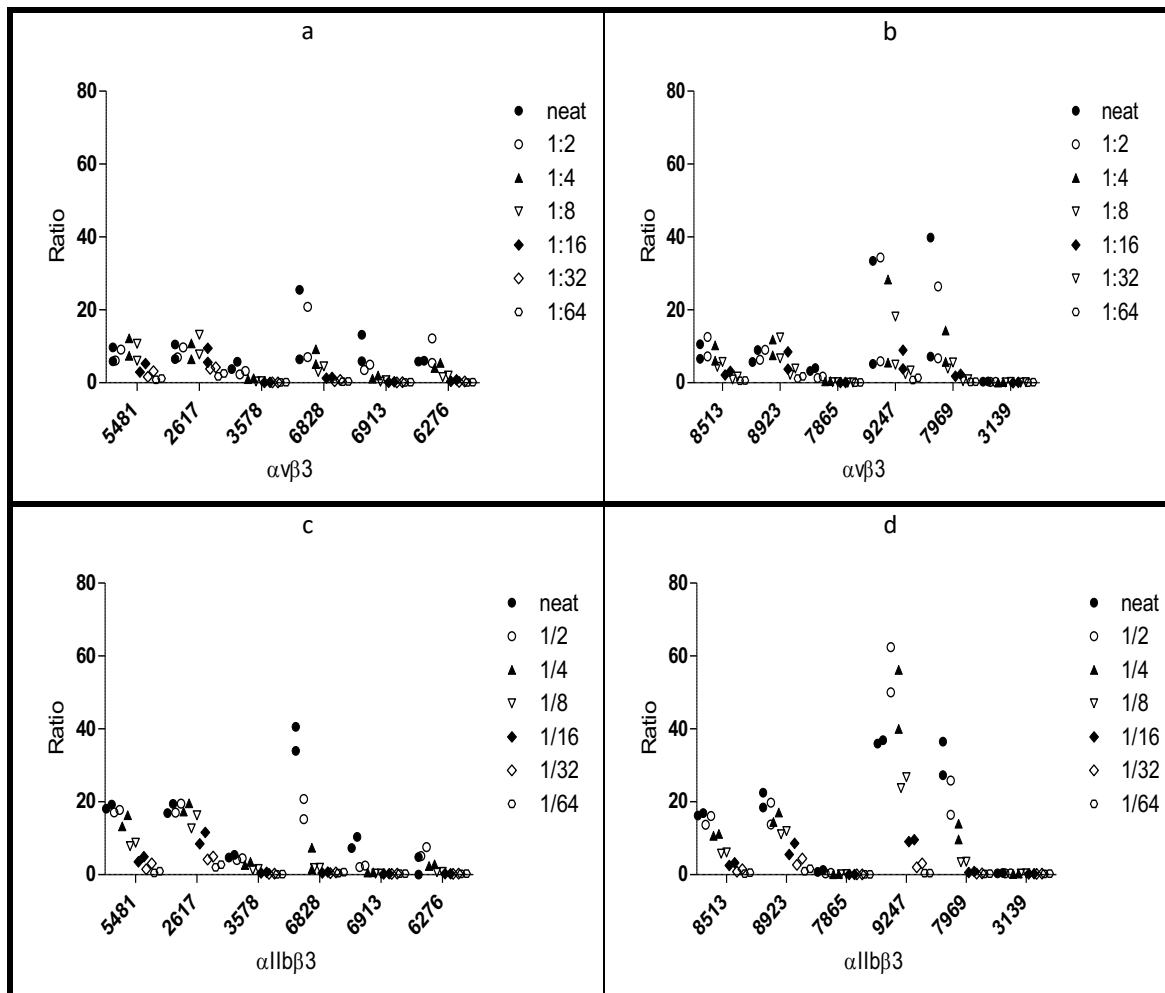 a
80
60
40
20
0
Ratio
neat
1:2
1:4
1:8
1:16
1:32
1:64
5481 2617 3578 6828 6913 6276
αvβ3
b
80
60
40
20
0
Ratio
neat
1:2
1:4
1:8
1:16
1:32
1:64
8513 8923 7865 9247 7969 3139
αvβ3
c
80
60
40
20
0
Ratio
neat
1/2
1/4
1/8
1/16
1/32
1/64
5481 2617 3578 6828 6913 6276
αIIbβ3
d
80
60
40
20
0
Ratio
neat
1/2
1/4
1/8
1/16
1/32
1/64
8513 8923 7865 9247 7969 3139
αIIbβ3